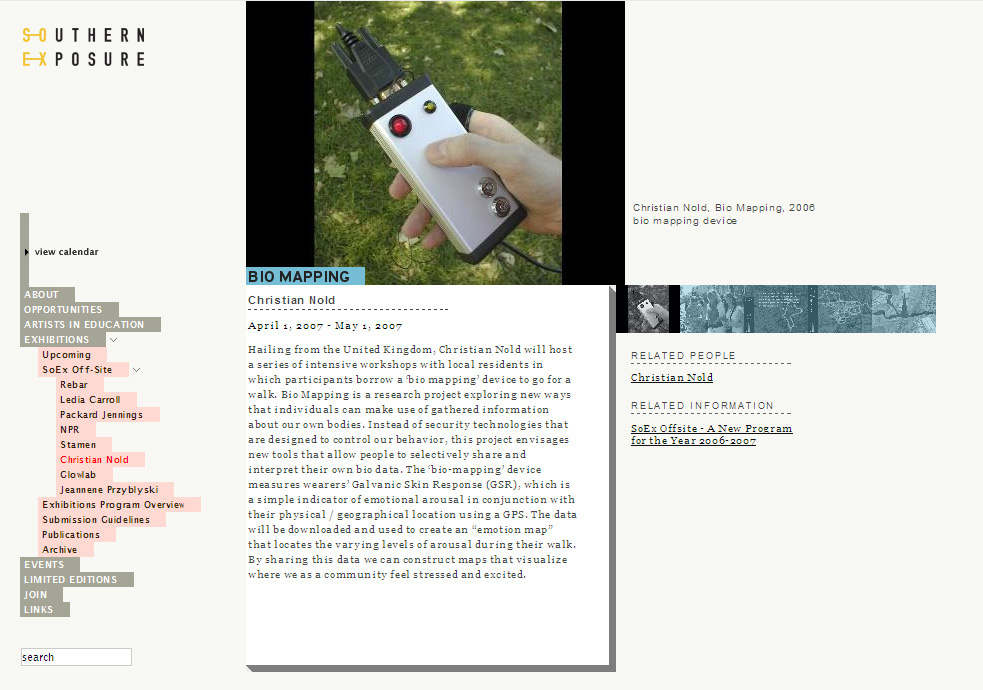 SOUTHERN
EXPOSURE
view calendar
ABOUT
OPPORTUNITIES
ARTISTS IN EDUCATION
EXHIBITIONS
Upcoming
SoEx Off-Site
Rebar
Ledia Carroll
Packard Jennings
NPR
Stamen
Christian Nold
Glowlab
Jeannene Przyblyski
Exhibitions Program Overview
Submission Guidelines
Publications
Archive
EVENTS
LIMITED EDITIONS
JOIN
LINKS
search
BIO MAPPING
Christian Nold
April 1, 2007 - May 1, 2007
Hailing from the United Kingdom, Christian Nold will host
a series of intensive workshops with local residents in
which participants borrow a ‘bio mapping’ device to go for a
walk. Bio Mapping is a research project exploring new ways
that individuals can make use of gathered information
about our own bodies. Instead of security technologies that
are designed to control our behavior, this project envisages
new tools that allow people to selectively share and
interpret their own bio data. The ‘bio-mapping’ device
measures wearers’ Galvanic Skin Response (GSR), which is
a simple indicator of emotional arousal in conjunction with
their physical / geographical location using a GPS. The data
will be downloaded and used to create an “emotion map”
that locates the varying levels of arousal during their walk.
By sharing this data we can construct maps that visualize
where we as a community feel stressed and excited.
Christian Nold, Bio Mapping, 2006
bio mapping device
RELATED PEOPLE
Christian Nold
RELATED INFORMATION
SoEx Offsite - A New Program
for the Year 2006-2007